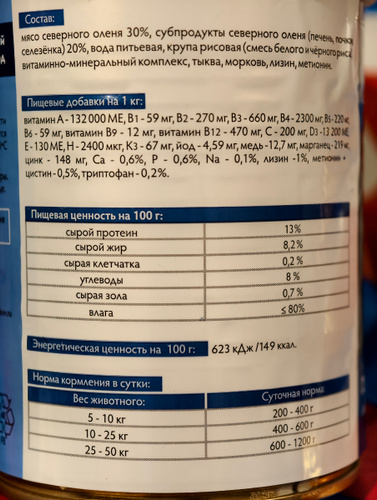 Состав:
мясо северного оленя 30%, субпродукты северного оленя (печень, почки,
селезёнка) 20%, вода питьевая, крупа рисовая (смесь белого и чёрного риса),
витаминно-минеральный комплекс, тыква, морковь, лизин, метионин.
Пищевые добавки на 1 кг:
витамин А - 132 000 МЕ, В1 - 59 мг, В2 - 270 мг, В3 - 660 мг, В4 - 2300 мг, В5 - 220 мг,
В6 - 59 мг, витамин В9 - 12 мг, витамин В12 - 470 мг, С - 200 мг, D3 - 13 200 МЕ,
Е - 130 МЕ, Н - 2400 мкг, К3 - 67 мг, йод - 4,59 мг, медь - 12,7 мг, марганец - 219 мг,
цинк - 148 мг, Са - 0,6%, Р - 0,6%, Na - 0,1%, лизин -1%, метионин +
цистин - 0,5%, триптофан - 0,2%.
Пищевая ценность на 100 г:
сырой протеин 13%
сырой жир 8,2%
сырая клетчатка 0,2 %
углеводы 8 %
сырая зола 0,7 %
влага ≤ 80%
Энергетическая ценность на 100 г: 623 кДж /149 ккал.
Норма кормления в сутки:
Вес животного: Суточная норма
5 - 10 кг 200 - 400 г
10 - 25 кг 400 - 600 г
25 - 50 кг 600 - 1200 г